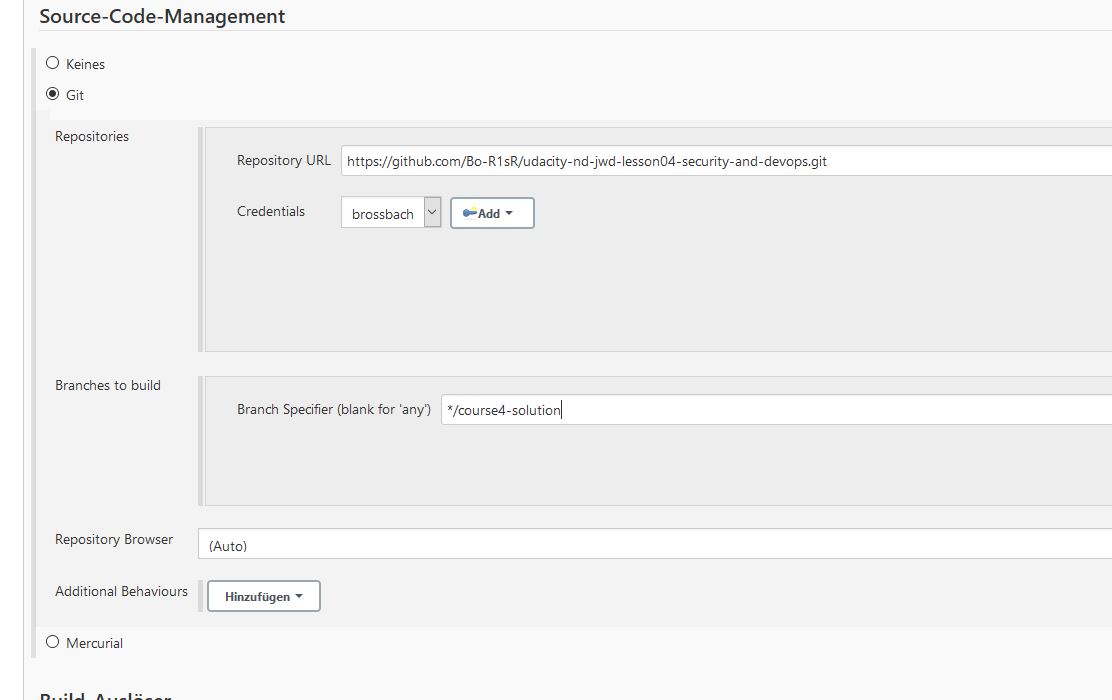 Source-Code-Management
Keines
Git
Repositories
Repository URL https://github.com/Bo-R1sR/udacity-nd-jwd-lesson04-security-and-devops.git
Credentials brossbach Add
Branches to build
Branch Specifier (blank for 'any') */course4-solution
Repository Browser (Auto)
Additional Behaviours Hinzufügen
Mercurial
Build-Auslöser